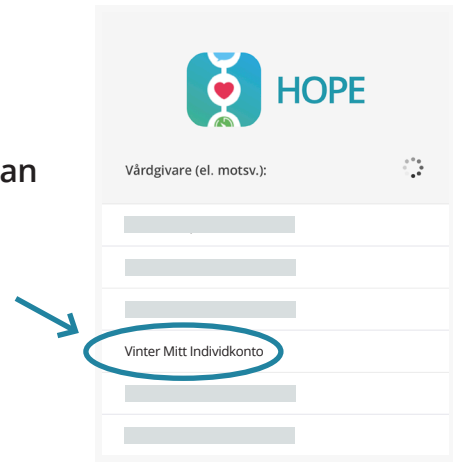 HOPE
an
Vårdgivare (el. motsv.):
Vinter Mitt Individkonto